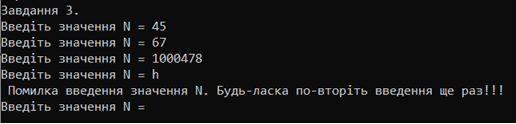 Завдання 3.
Введіть значення N = 45
Введіть значення N = 67
Введіть значення N = 1000478
Введіть значення N = h
Помилка введення значення N. Будь-ласка по-вторіть введення ще раз!!!
Введіть значення N =